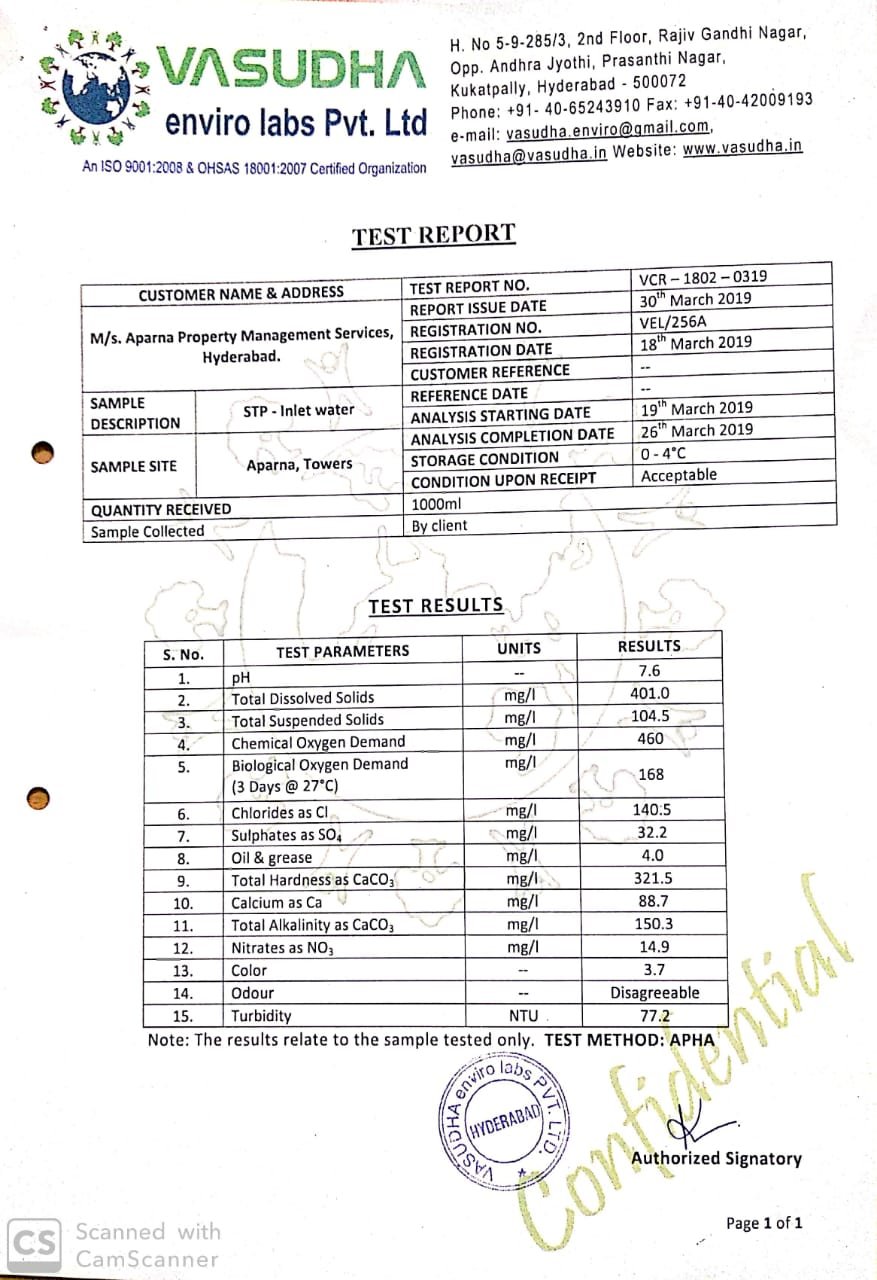 VASUDHA
enviro labs Pvt. Ltd
An ISO 9001:2008 & OHSAS 18001:2007 Certified Organization
H. No 5-9-285/3, 2nd Floor, Rajiv Gandhi Nagar,
Opp. Andhra Jyothi, Prasanthi Nagar,
Kukatpally, Hyderabad - 500072
Phone: +91- 40-65243910 Fax: +91-40-42009193
e-mail: vasudha.enviro@gmail.com,
vasudha@vasudha.in Website: www.vasudha.in
TEST REPORT
CUSTOMER NAME & ADDRESS
M/s. Aparna Property Management Services,
Hyderabad.
SAMPLE DESCRIPTION STP - Inlet water
SAMPLE SITE Aparna, Towers
TEST REPORT NO. VCR – 1802 – 0319
REPORT ISSUE DATE 30th March 2019
REGISTRATION NO. VEL/256A
REGISTRATION DATE 18th March 2019
CUSTOMER REFERENCE --
REFERENCE DATE --
ANALYSIS STARTING DATE 19th March 2019
ANALYSIS COMPLETION DATE 26th March 2019
STORAGE CONDITION 0 - 4°C
CONDITION UPON RECEIPT Acceptable
QUANTITY RECEIVED 1000ml
Sample Collected By client
TEST RESULTS
S. No. TEST PARAMETERS UNITS RESULTS
1. pH -- 7.6
2. Total Dissolved Solids mg/l 401.0
3. Total Suspended Solids mg/l 104.5
4. Chemical Oxygen Demand mg/l 460
5. Biological Oxygen Demand mg/l 168
(3 Days @ 27°C)
6. Chlorides as Cl mg/l 140.5
7. Sulphates as SO4 mg/l 32.2
8. Oil & grease mg/l 4.0
9. Total Hardness as CaCO3 mg/l 321.5
10. Calcium as Ca mg/l 88.7
11. Total Alkalinity as CaCO3 mg/l 150.3
12. Nitrates as NO3 mg/l 14.9
13. Color -- 3.7
14. Odour -- Disagreeable
15. Turbidity NTU 77.2
Note: The results relate to the sample tested only. TEST METHOD: APHA
VASUDHA enviro labs PVT. LTD.
HYDERABAD
Confidential
Authorized Signatory
Page 1 of 1
CS Scanned with
CamScanner